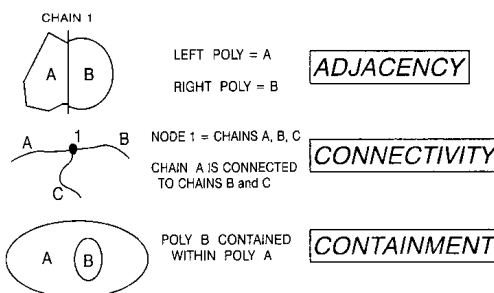 CHAIN 1
A B
LEFT POLY = A
RIGHT POLY = B
ADJACENCY
A 1 B
C
NODE 1 = CHAINS A, B, C
CHAIN A IS CONNECTED
TO CHAINS B and C
CONNECTIVITY
A B
POLY B CONTAINED
WITHIN POLY A
CONTAINMENT